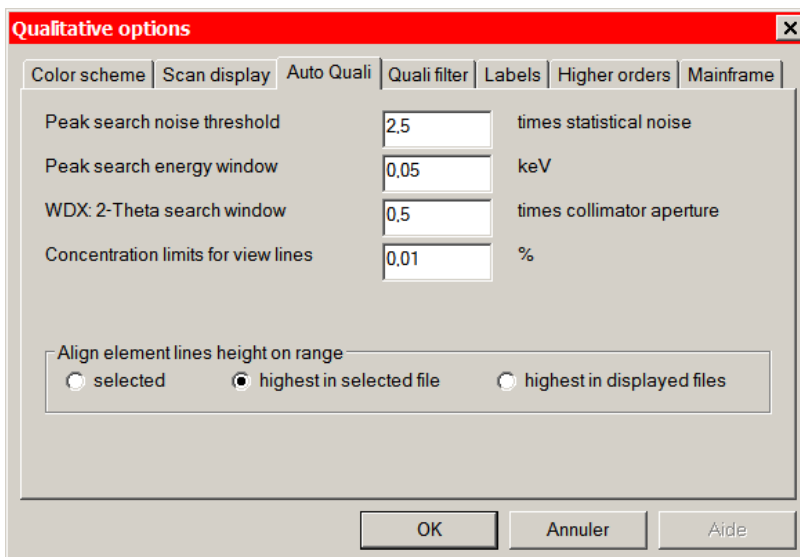 Qualitative options
Color scheme Scan display Auto Quali Quali filter Labels Higher orders Mainframe
Peak search noise threshold 2,5 times statistical noise
Peak search energy window 0,05 keV
WDX: 2-Theta search window 0,5 times collimator aperture
Concentration limits for view lines 0,01 %
Align element lines height on range
selected highest in selected file highest in displayed files
OK Annuler Aide